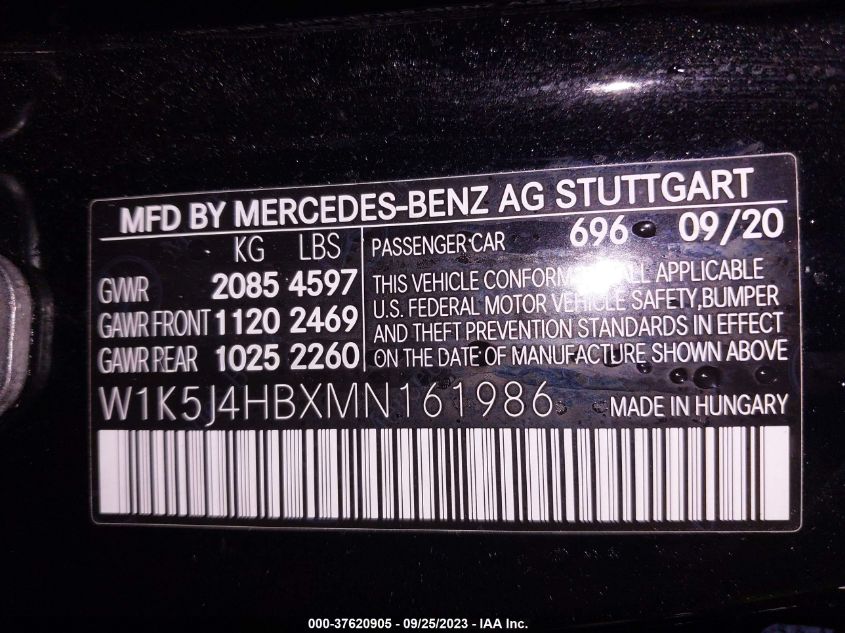 MFD BY MERCEDES-BENZ AG STUTTGART
KG LBS
GVWR 2085 4597
GAWR FRONT 1120 2469
GAWR REAR 1025 2260
PASSENGER CAR 696 09/20
THIS VEHICLE CONFORMS ALL APPLICABLE
U.S. FEDERAL MOTOR VEHICLE SAFETY, BUMPER
AND THEFT PREVENTION STANDARDS IN EFFECT
ON THE DATE OF MANUFACTURE SHOWN ABOVE
W1K5J4HBXMN161986 MADE IN HUNGARY
000-37620905 - 09/25/2023 - IAA Inc.